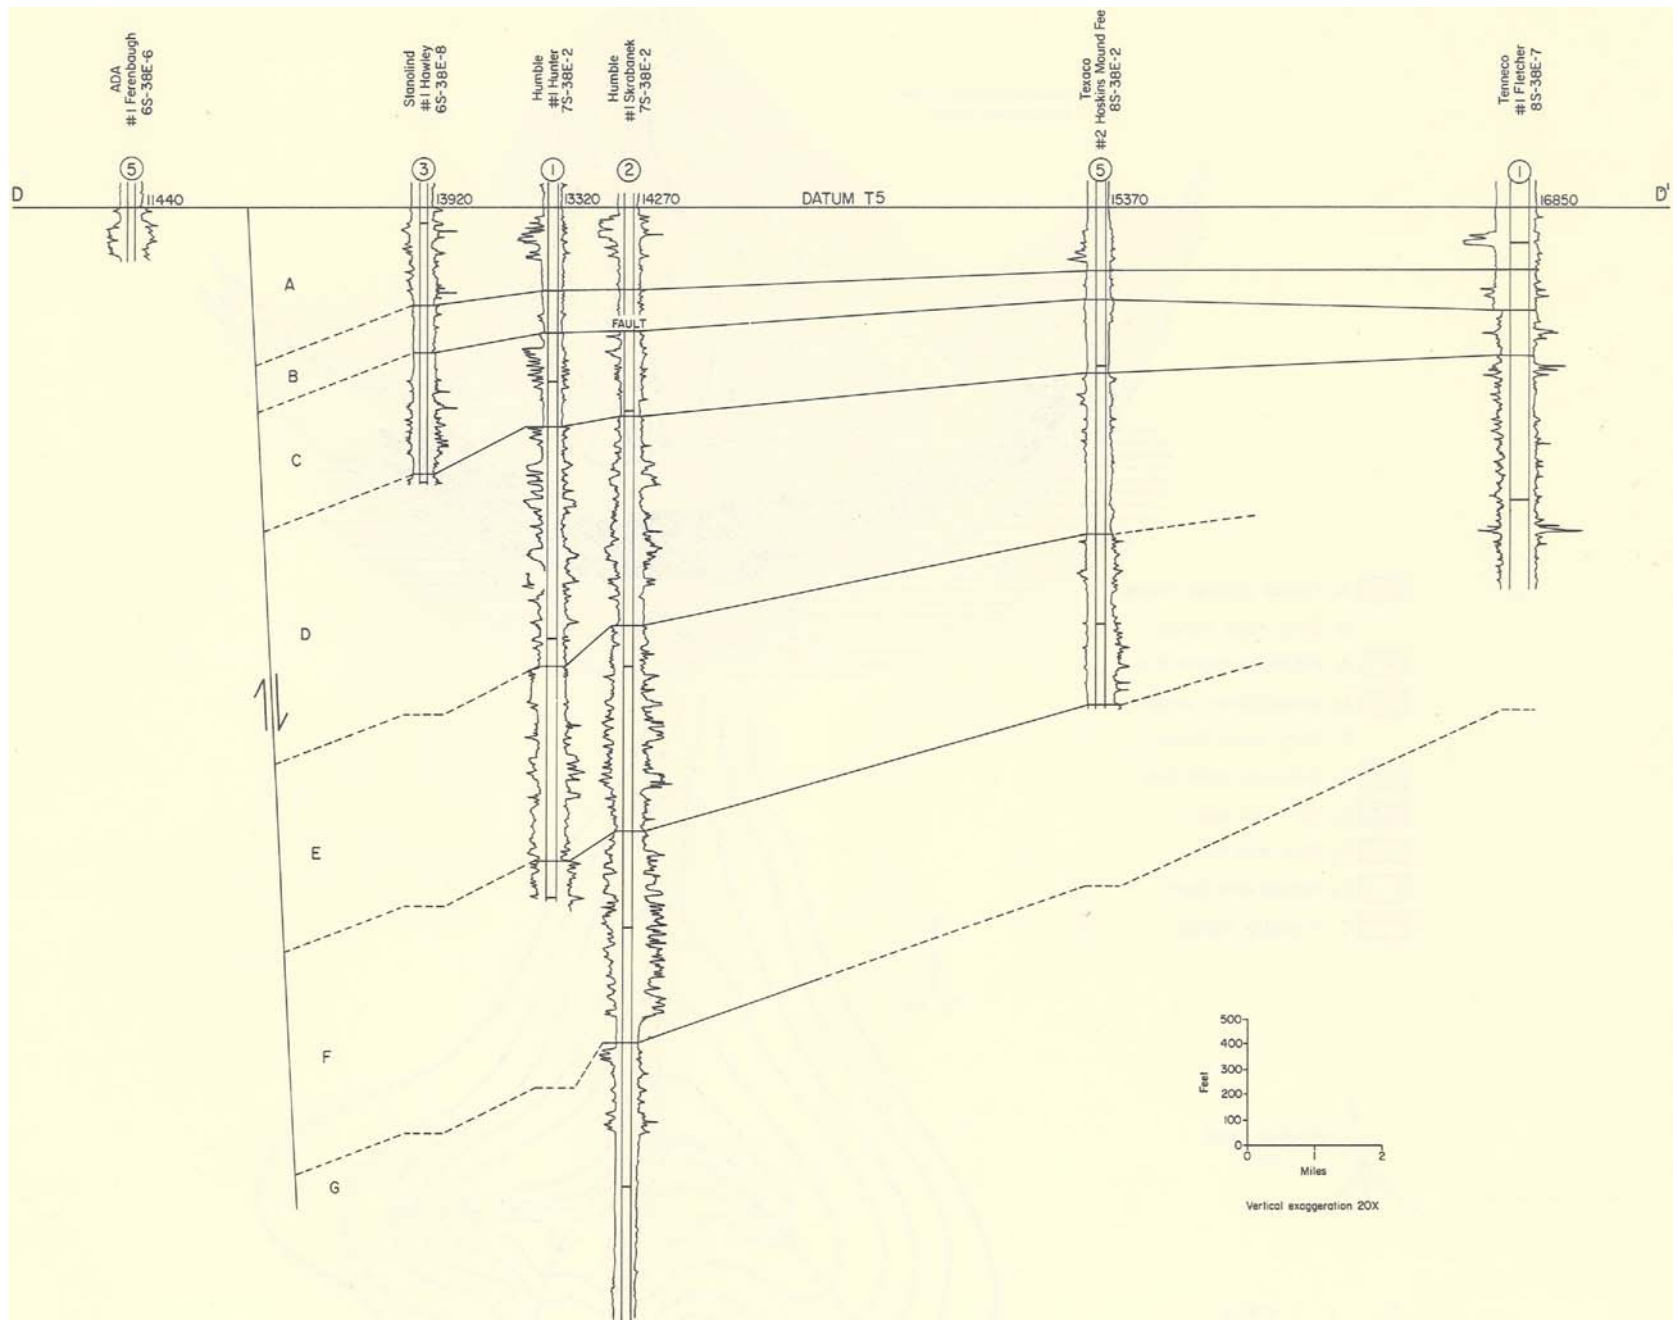 ADA
#1 Ferenbaugh
6S-38E-6
Stanolind
#1 Hawley
6S-38E-8
Humble
#1 Hunter
7S-38E-2
Humble
#1 Skrabanek
7S-38E-2
Texaco
#2 Hoskins Mound Fee
8S-38E-2
Tenneco
#1 Fletcher
8S-38E-7
5
3
1
2
5
1
D
11440
13920
13320
14270
DATUM T5
15370
16850
D'
A
FAULT
B
C
D
E
F
G
500
400
300
200
100
0
Feet
0 1 2
Miles
Vertical exaggeration 20X